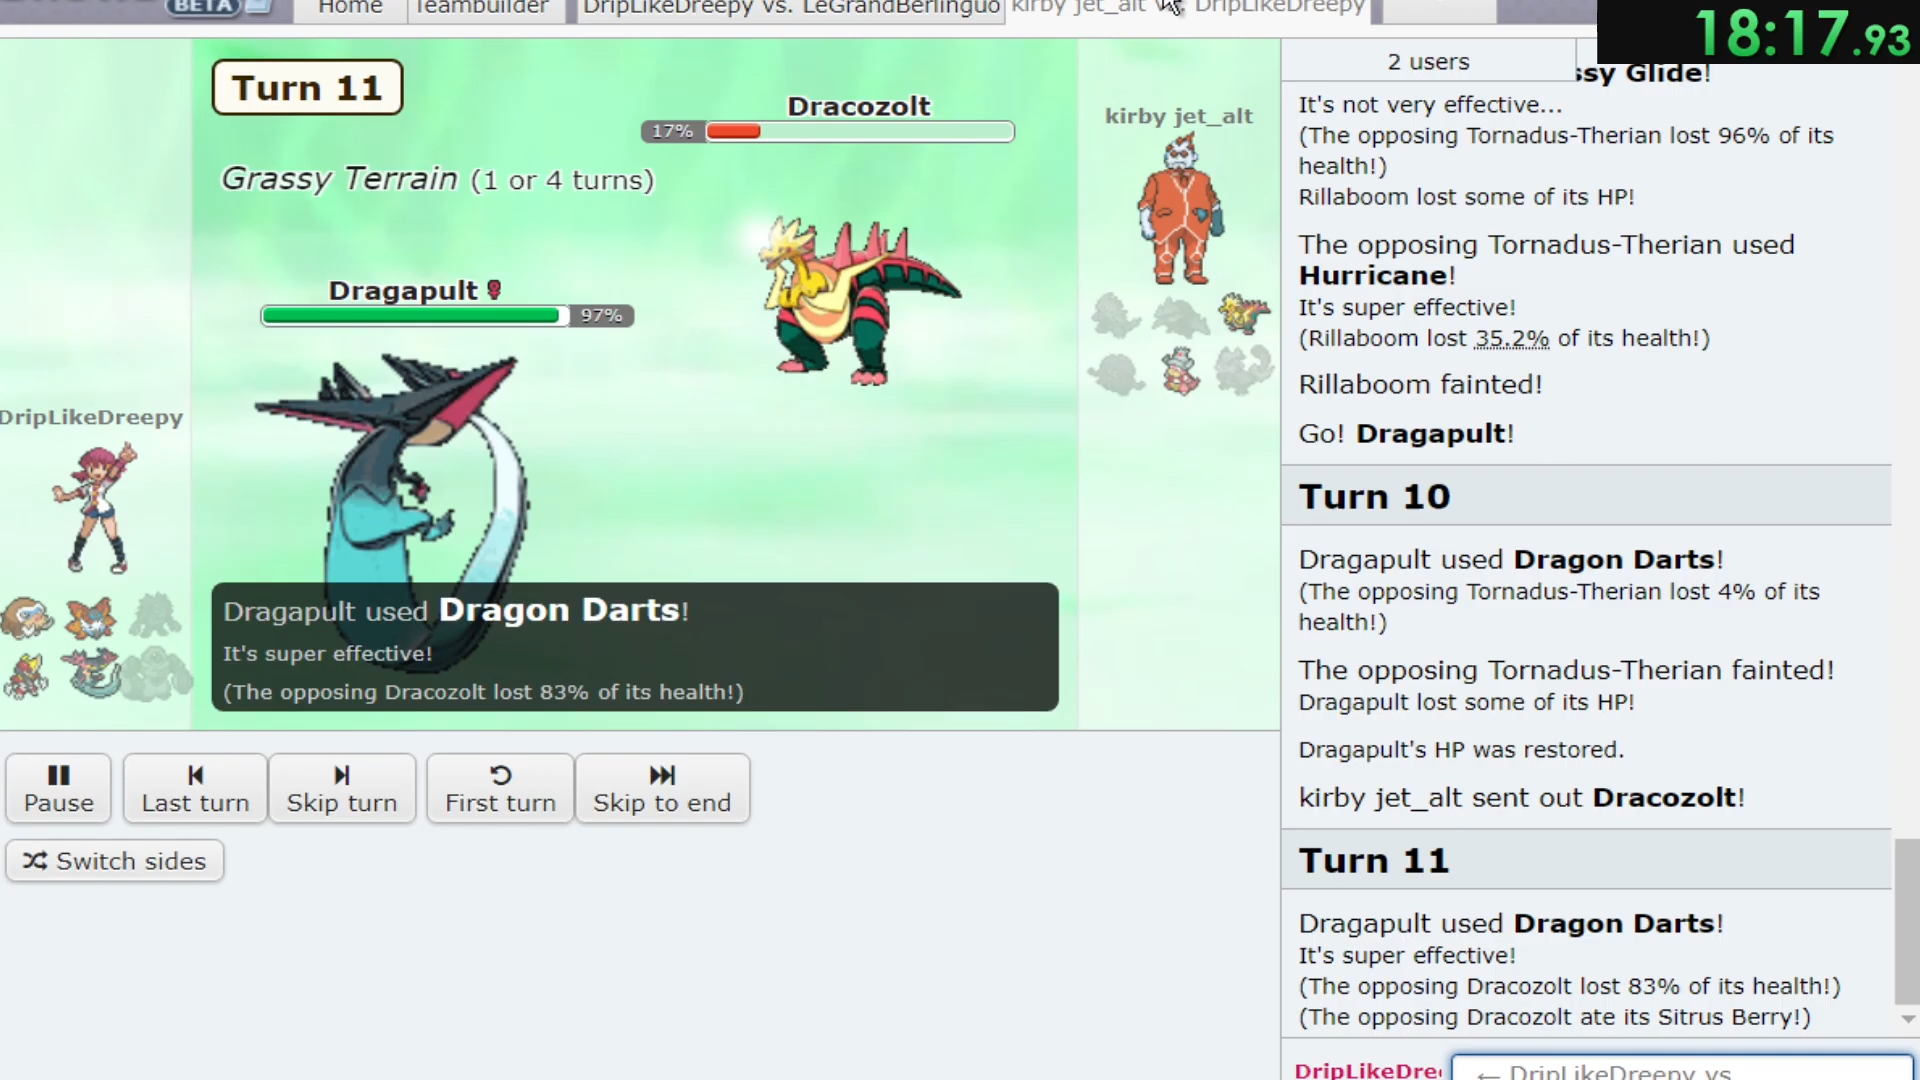 BETA
Home
Teambuilder
DripLikeDreepy vs. LeGrandBerlinguo
kirby jet_alt v DripLikeDreepy
18:17.93
Turn 11
Dracozolt
17%
Grassy Terrain (1 or 4 turns)
Dragapult
97%
kirby jet_alt
DripLikeDreepy
Dragapult used Dragon Darts!
It's super effective!
(The opposing Dracozolt lost 83% of its health!)
Pause
Last turn
Skip turn
First turn
Skip to end
Switch sides
2 users
ssy Glide!
It's not very effective...
(The opposing Tornadus-Therian lost 96% of its
health!)
Rillaboom lost some of its HP!
The opposing Tornadus-Therian used
Hurricane!
It's super effective!
(Rillaboom lost 35.2% of its health!)
Rillaboom fainted!
Go! Dragapult!
Turn 10
Dragapult used Dragon Darts!
(The opposing Tornadus-Therian lost 4% of its
health!)
The opposing Tornadus-Therian fainted!
Dragapult lost some of its HP!
Dragapult's HP was restored.
kirby jet_alt sent out Dracozolt!
Turn 11
Dragapult used Dragon Darts!
It's super effective!
(The opposing Dracozolt lost 83% of its health!)
(The opposing Dracozolt ate its Sitrus Berry!)
DripLikeDree
← DripLikeDreepy vs